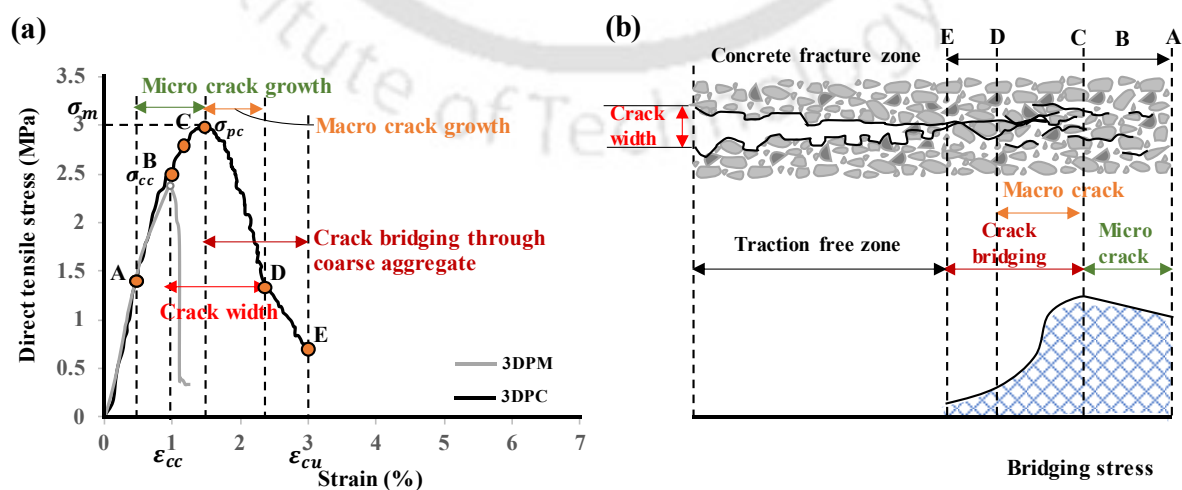 itute of Technology
(a)
(b)
E D C B A
3.5
Micro crack growth
Concrete fracture zone
σm
3
C
σpc
Macro crack growth
Crack
width
B
2.5
σcc
2
Direct tensile stress (MPa)
Macro crack
1.5
A
Crack bridging through
coarse aggregate
Traction free zone
Crack
bridging
Micro
crack
D
1
Crack width
E
0.5
3DPM
3DPC
0
0 1 2 3 4 5 6 7
εcc
εcu
Strain (%)
Bridging stress